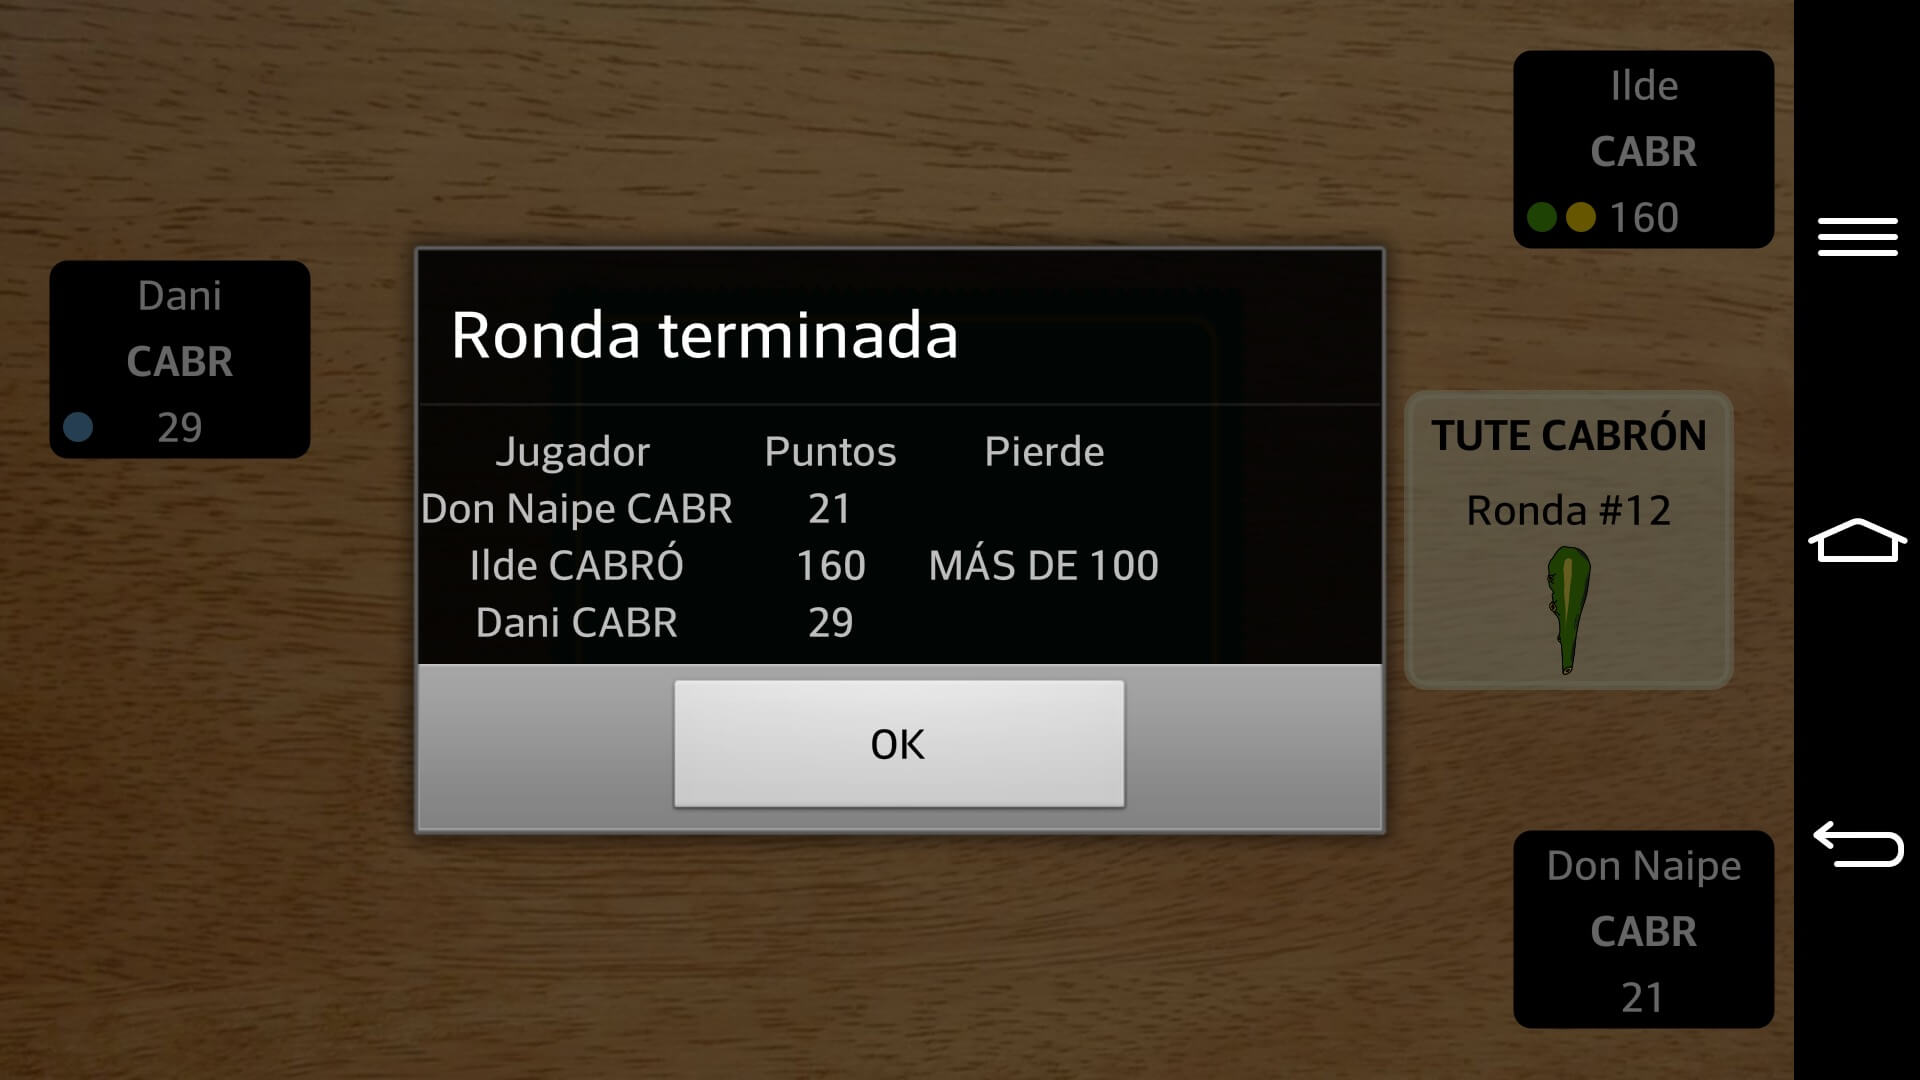 Ilde
CABR
160
Dani
CABR
29
Ronda terminada
Jugador Puntos Pierde
Don Naipe CABR 21
Ilde CABRÓ 160 MÁS DE 100
Dani CABR 29
OK
TUTE CABRÓN
Ronda #12
Don Naipe
CABR
21